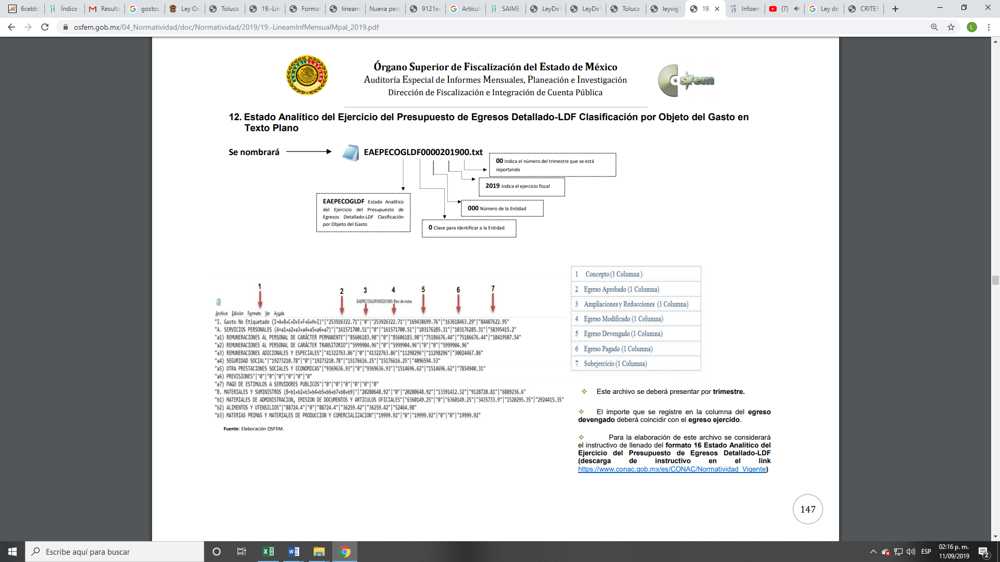 6cebb1
Índice
Resulta
gostos
Ley Orc
Toluca
19.-Lin
Format
lineam
Nueva pest
9121ec
Artícul
SAIME
LeyDeT
LeyDeT
Toluca
leyvig1
19.
Infoem
(7)
Ley de
CRITER
osfem.gob.mx/04_Normatividad/doc/Normatividad/2019/19.-LineamInfMensualMpal_2019.pdf
L
LX LEGISLATURA
Órgano Superior de Fiscalización del Estado de México
Auditoría Especial de Informes Mensuales, Planeación e Investigación
Dirección de Fiscalización e Integración de Cuenta Pública
Osfem
12. Estado Analítico del Ejercicio del Presupuesto de Egresos Detallado-LDF Clasificación por Objeto del Gasto en
Texto Plano
Se nombrará
EAEPECOGLDF0000201900.txt
00 Indica el número del trimestre que se está
reportando
2019 Indica el ejercicio fiscal
EAEPECOGLDF Estado Analítico
del Ejercicio del Presupuesto de
Egresos Detallado-LDF Clasificación
por Objeto del Gasto
000 Número de la Entidad
0 Clave para identificar a la Entidad
1 2 3 4 5 6 7
EAEPECOGLDF0000201900: Bloc de notas
Archivo Edición Formato Ver Ayuda
"I. Gasto No Etiquetado (I=A+B+C+D+E+F+G+H+I)"|"253926322.71"|"0"|"253926322.71"|"169438699.76"|"163618463.29"|"84487622.95"
"A. SERVICIOS PERSONALES (A=a1+a2+a3+a4+a5+a6+a7)"|"161571700.51"|"0"|"161571700.51"|"103176285.31"|"103176285.31"|"58395415.2"
"a1) REMUNERACIONES AL PERSONAL DE CARÁCTER PERMANENTE"|"85606183.98"|"0"|"85606183.98"|"75186676.44"|"75186676.44"|"10419507.54"
"a2) REMUNERACIONES AL PERSONAL DE CARÁCTER TRANSITORIO"|"5999904.96"|"0"|"5999904.96"|"0"|"0"|"5999904.96"
"a3) REMUNERACIONES ADICIONALES Y ESPECIALES"|"41322763.86"|"0"|"41322763.86"|"11298296"|"11298296"|"30024467.86"
"a4) SEGURIDAD SOCIAL"|"19273210.78"|"0"|"19273210.78"|"15176616.25"|"15176616.25"|"4096594.53"
"a5) OTRA PRESTACIONES SOCIALES Y ECONOMICAS"|"9369636.93"|"0"|"9369636.93"|"1514696.62"|"1514696.62"|"7854940.31"
"a6) PREVISIONES"|"0"|"0"|"0"|"0"|"0"|"0"
"a7) PAGO DE ESTIMULOS A SERVIDORES PUBLICOS"|"0"|"0"|"0"|"0"|"0"|"0"
"B. MATERIALES Y SUMINISTROS (B=b1+b2+b3+b4+b5+b6+b7+b8+b9)"|"20280648.92"|"0"|"20280648.92"|"13391412.32"|"9128728.81"|"6889236.6"
"b1) MATERIALES DE ADMINISTRACION, EMISION DE DOCUMENTOS Y ARTICULOS OFICIALES"|"6360149.25"|"0"|"6360149.25"|"3435733.9"|"1520295.35"|"2924415.35"
"b2) ALIMENTOS Y UTENSILIOS"|"88724.4"|"0"|"88724.4"|"36259.42"|"36259.42"|"52464.98"
"b3) MATERIAS PRIMAS Y MATERIALES DE PRODUCCION Y COMERCIALIZACION"|"19999.92"|"0"|"19999.92"|"0"|"0"|"19999.92"
Fuente: Elaboración OSFEM.
1 Concepto (1 Columna )
2 Egreso Aprobado (1 Columna)
3 Ampliaciones y Reducciones (1 Columna)
4 Egreso Modificado (1 Columna)
5 Egreso Devengado (1 Columna)
6 Egreso Pagado (1 Columna)
7 Subejercicio (1 Columna)
Este archivo se deberá presentar por trimestre.
El importe que se registre en la columna del egreso
devengado deberá coincidir con el egreso ejercido.
Para la elaboración de este archivo se considerará
el instructivo de llenado del formato 16 Estado Analítico del
Ejercicio del Presupuesto de Egresos Detallado-LDF
(descarga de instructivo en el link
https://www.conac.gob.mx/es/CONAC/Normatividad_Vigente)
147
Escribe aquí para buscar
ESP
02:16 p. m.
11/09/2019
2